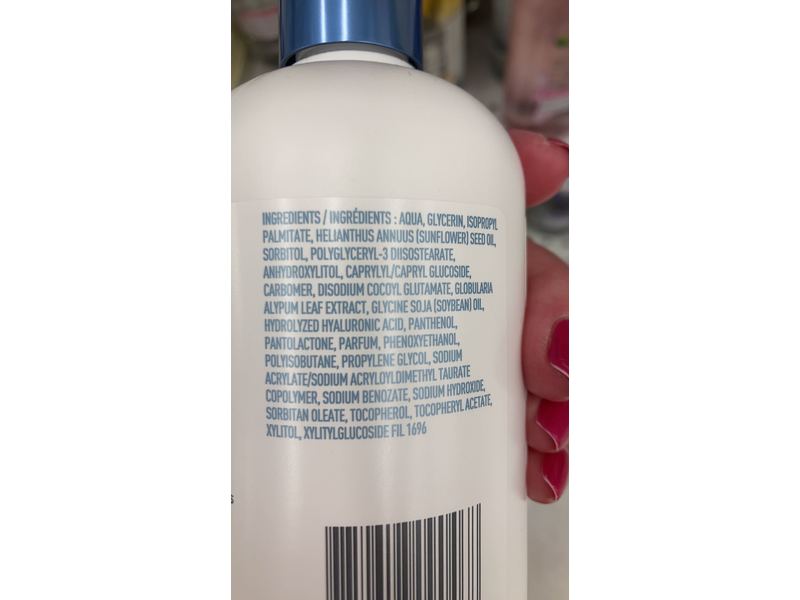 INGREDIENTS / INGRÉDIENTS : AQUA, GLYCERIN, ISOPROPYL
PALMITATE, HELIANTHUS ANNUUS (SUNFLOWER) SEED OIL,
SORBITOL, POLYGLYCERYL-3 DIISOSTEARATE,
ANHYDROXYLITOL, CAPRYLYL/CAPRYL GLUCOSIDE,
CARBOMER, DISODIUM COCOYL GLUTAMATE, GLOBULARIA
ALYPUM LEAF EXTRACT, GLYCINE SOJA (SOYBEAN) OIL,
HYDROLYZED HYALURONIC ACID, PANTHENOL,
PANTOLACTONE, PARFUM, PHENOXYETHANOL,
POLYISOBUTANE, PROPYLENE GLYCOL, SODIUM
ACRYLATE/SODIUM ACRYLOYLDIMETHYL TAURATE
COPOLYMER, SODIUM BENZOATE, SODIUM HYDROXIDE,
SORBITAN OLEATE, TOCOPHEROL, TOCOPHERYL ACETATE,
XYLITOL, XYLITYLGLUCOSIDE FIL 1696